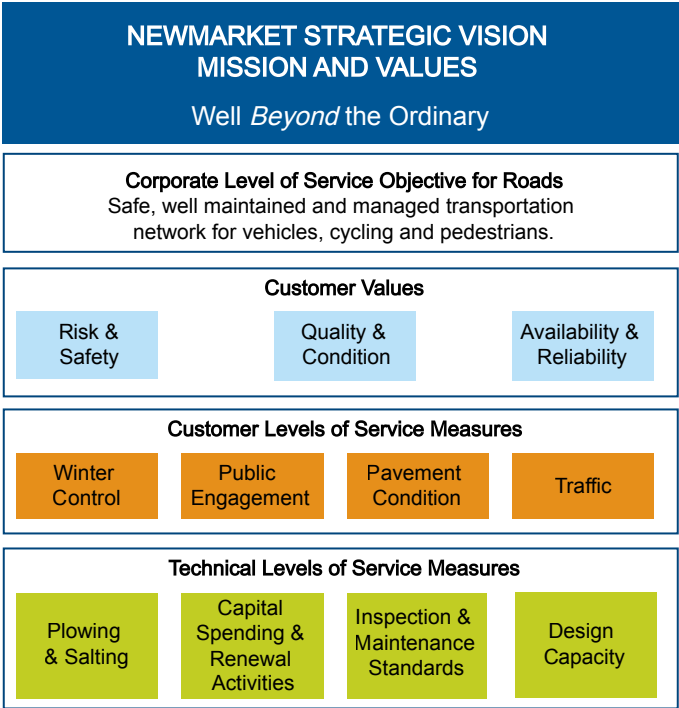 NEWMARKET STRATEGIC VISION
MISSION AND VALUES
Well Beyond the Ordinary
Corporate Level of Service Objective for Roads
Safe, well maintained and managed transportation
network for vehicles, cycling and pedestrians.
Customer Values
Risk &
Safety
Quality &
Condition
Availability &
Reliability
Customer Levels of Service Measures
Winter
Control
Public
Engagement
Pavement
Condition
Traffic
Technical Levels of Service Measures
Plowing
& Salting
Capital
Spending &
Renewal
Activities
Inspection &
Maintenance
Standards
Design
Capacity